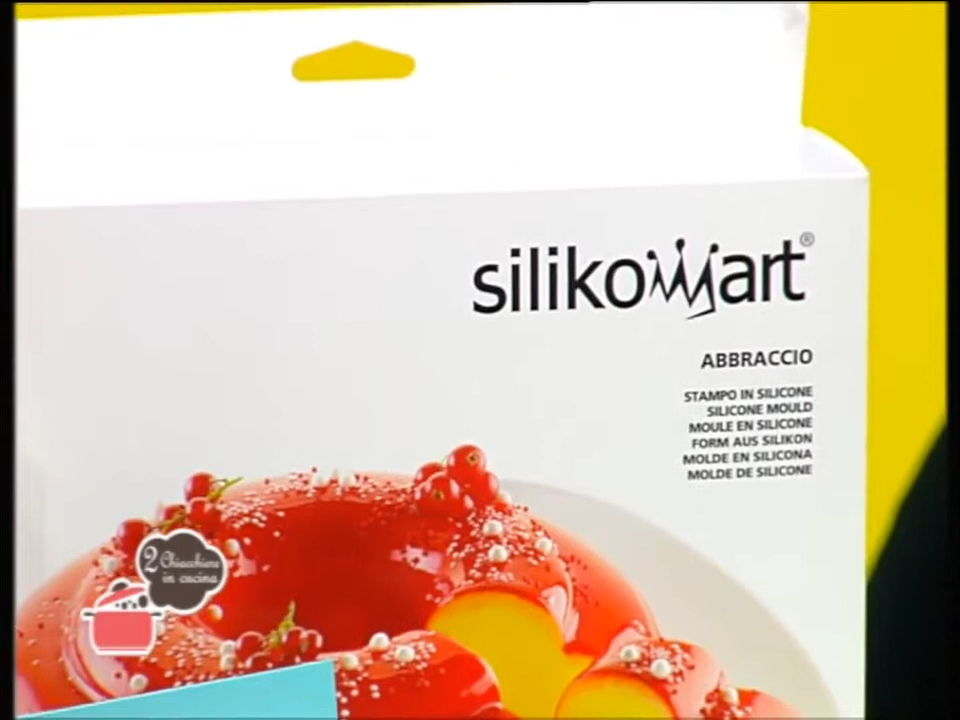 silikomart®
ABBRACCIO
STAMPO IN SILICONE
SILICONE MOULD
MOULE EN SILICONE
FORM AUS SILIKON
MOLDE EN SILICONA
MOLDE DE SILICONE
2 Chiacchiere
in cucina